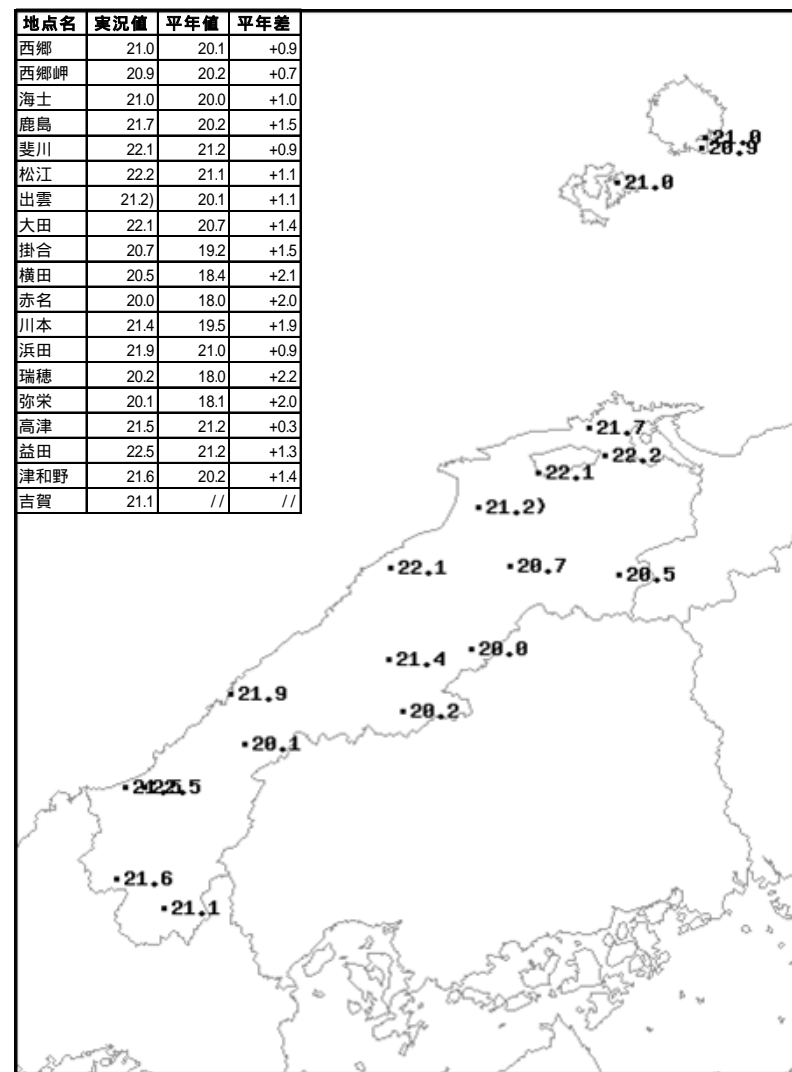 地点名 実況値 平年値 平年差
西郷 21.0 20.1 +0.9
西郷岬 20.9 20.2 +0.7
海士 21.0 20.0 +1.0
鹿島 21.7 20.2 +1.5
斐川 22.1 21.2 +0.9
松江 22.2 21.1 +1.1
出雲 21.2) 20.1 +1.1
大田 22.1 20.7 +1.4
掛合 20.7 19.2 +1.5
横田 20.5 18.4 +2.1
赤名 20.0 18.0 +2.0
川本 21.4 19.5 +1.9
浜田 21.9 21.0 +0.9
瑞穂 20.2 18.0 +2.2
弥栄 20.1 18.1 +2.0
高津 21.5 21.2 +0.3
益田 22.5 21.2 +1.3
津和野 21.6 20.2 +1.4
吉賀 21.1 // //
21.0
20.9
21.0
21.7
22.2
22.1
21.2)
22.1
20.7
20.5
20.0
21.4
21.9
20.2
20.1
21.5
22.5
21.6
21.1